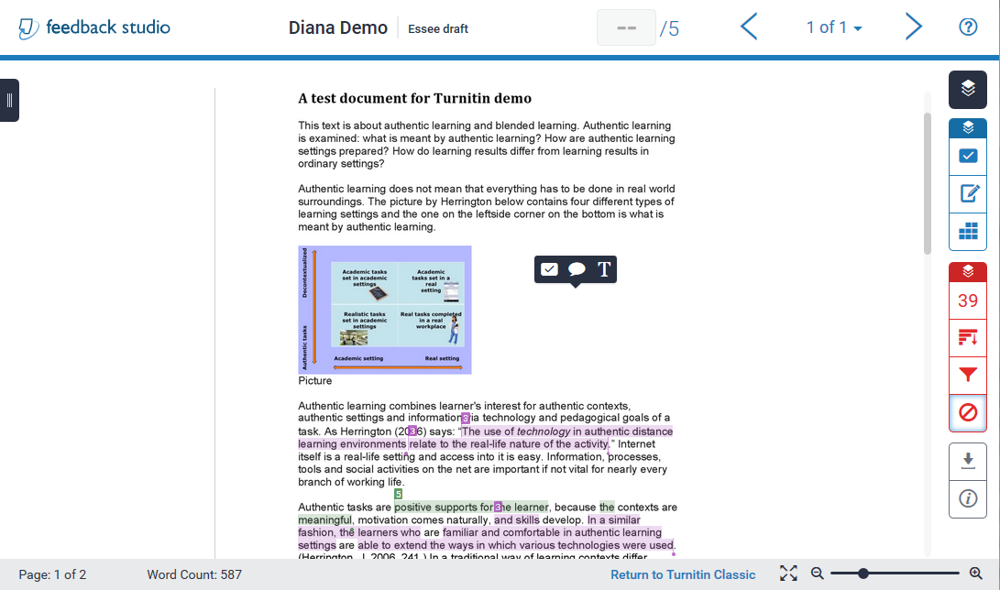 feedback studio
Diana Demo
Essee draft
-- /5
1 of 1
A test document for Turnitin demo
This text is about authentic learning and blended learning. Authentic learning
is examined: what is meant by authentic learning? How are authentic learning
settings prepared? How do learning results differ from learning results in
ordinary settings?
Authentic learning does not mean that everything has to be done in real world
surroundings. The picture by Herrington below contains four different types of
learning settings and the one on the leftside corner on the bottom is what is
meant by authentic learning.
T
Decontextualized
Authentic tasks
Academic tasks
set in academic
settings
Academic
tasks set in a
real
setting
Realistic tasks
set in academic
settings
Real tasks completed
in a real
workplace
Academic setting
Real setting
Picture
Authentic learning combines learner's interest for authentic contexts,
authentic settings and information 3 ia technology and pedagogical goals of a
task. As Herrington (20 3 6) says: “The use of technology in authentic distance
learning environments relate to the real-life nature of the activity.” Internet
itself is a real-life setting and access into it is easy. Information, processes,
tools and social activities on the net are important if not vital for nearly every
branch of working life.
5
Authentic tasks are positive supports for 3 he learner, because the contexts are
meaningful, motivation comes naturally, and skills develop. In a similar
fashion, the learners who are familiar and comfortable in authentic learning
settings are able to extend the ways in which various technologies were used.
(Herrington, J. 2006, 241.) In a traditional way of learning contexts differ
39
Page: 1 of 2
Word Count: 587
Return to Turnitin Classic